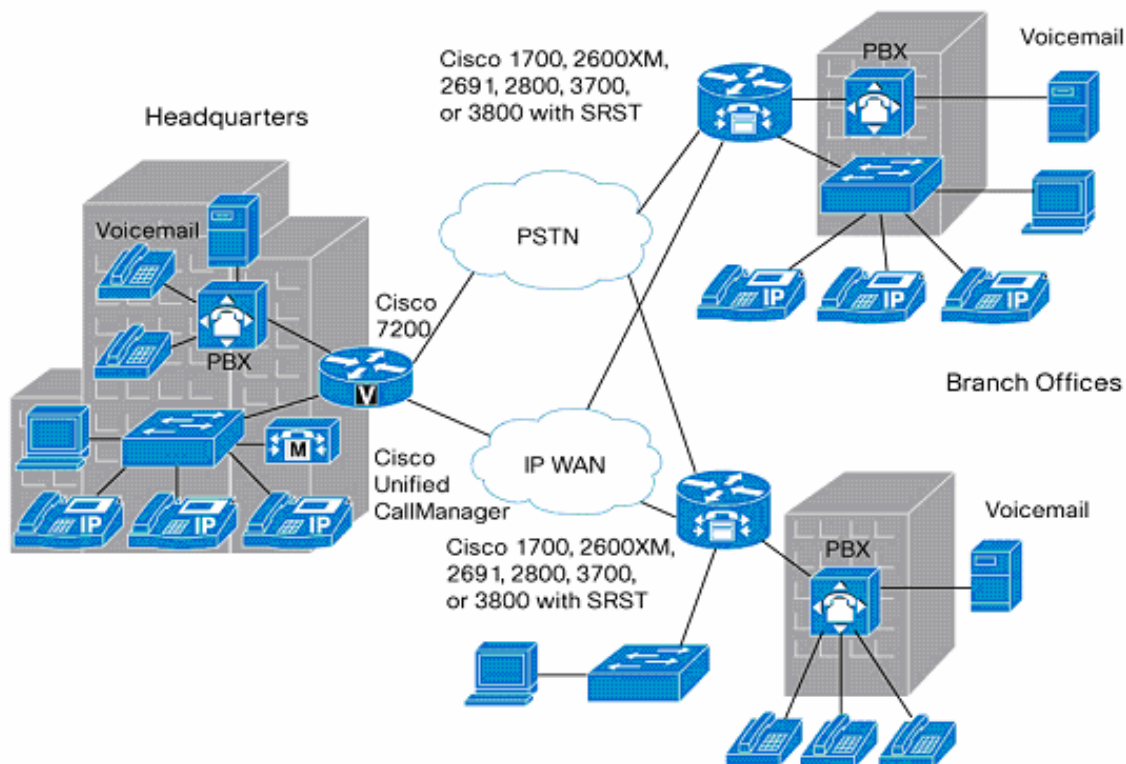 Headquarters
Voicemail
PBX
Cisco
7200
V
M
Cisco
Unified
CallManager
IP
IP
IP
PSTN
IP WAN
Cisco 1700, 2600XM,
2691, 2800, 3700,
or 3800 with SRST
PBX
Voicemail
IP
IP
IP
Branch Offices
Cisco 1700, 2600XM,
2691, 2800, 3700,
or 3800 with SRST
PBX
Voicemail